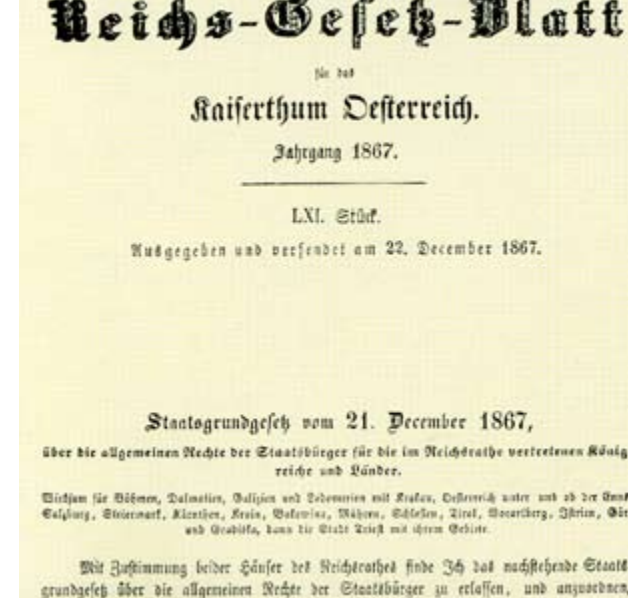 Reichs-Gesetz-Blatt
für das
Kaiserthum Oesterreich.
Jahrgang 1867.
LXI. Stück.
Ausgegeben und versendet am 22. December 1867.
Staatsgrundgesetz vom 21. December 1867,
über die allgemeinen Rechte der Staatsbürger für die im Reichsrathe vertretenen König
reiche und Länder.
Wirksam für Böhmen, Dalmatien, Galizien und Lodomerien mit Krakau, Oesterreich unter und ob der Enns
Salzburg, Steiermark, Kärnthen, Krain, Bukowina, Mähren, Schlesien, Tirol, Vorarlberg, Istrien, Gör
und Gradiska, dann die Stadt Triest mit ihrem Gebiete.
Mit Zustimmung beider Häuser des Reichsrathes finde Ich das nachstehende Staats
grundgesetz über die allgemeinen Rechte der Staatsbürger zu erlassen, und anzuordnen,